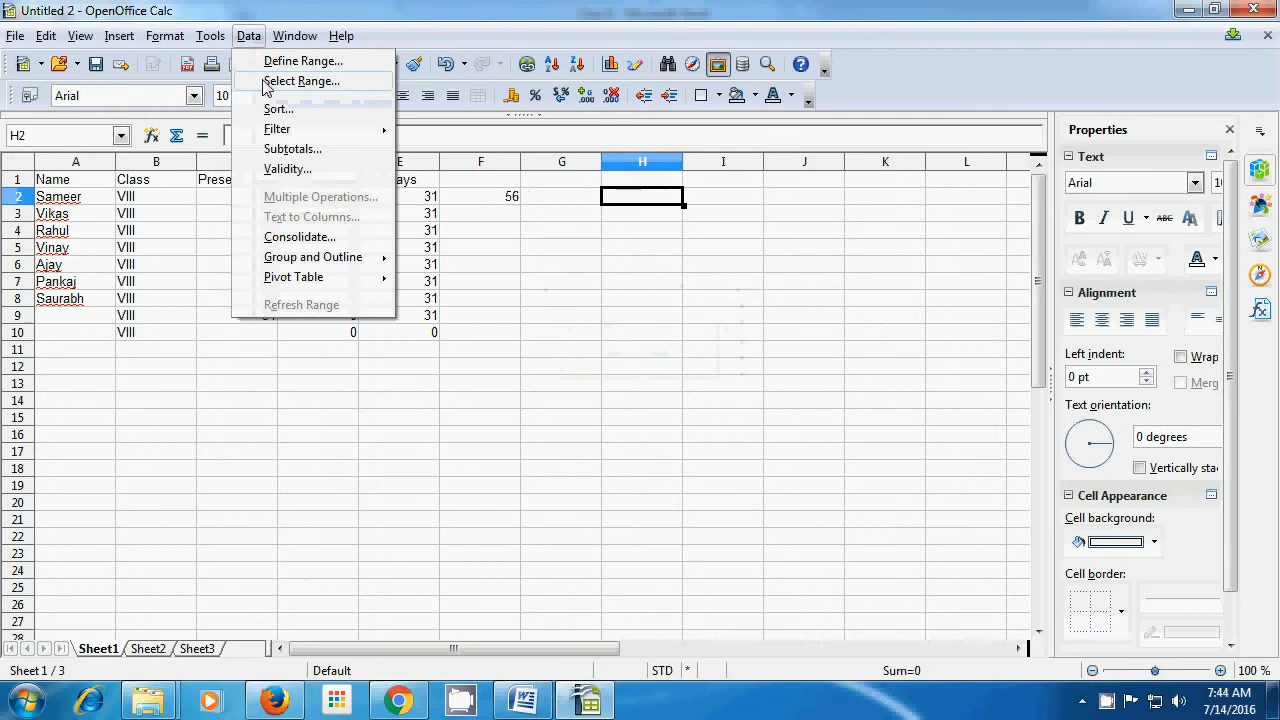 Untitled 2 - OpenOffice Calc
File Edit View Insert Format Tools Data Window Help
Define Range...
Select Range...
Sort...
Filter
Subtotals...
Validity...
Multiple Operations...
Text to Columns...
Consolidate...
Group and Outline
Pivot Table
Refresh Range
Arial 10
H2
A B E F G H I J K L
1 Name Class Prese ays
2 Sameer VIII 31 56
3 Vikas VIII 31
4 Rahul VIII 31
5 Vinay VIII 31
6 Ajay VIII 31
7 Pankaj VIII 31
8 Saurabh VIII 31
9 VIII 31
10 VIII 0 0
11
12
13
14
15
16
17
18
19
20
21
22
23
24
25
26
27
28
Properties
Text
Arial
B I U ABC A
Alignment
Left indent: Wrap
0 pt Merg
Text orientation:
0 degrees
Vertically stac
Cell Appearance
Cell background:
Cell border:
Sheet1 Sheet2 Sheet3
Sheet 1 / 3 Default STD * Sum=0 100 %
7:44 AM
7/14/2016